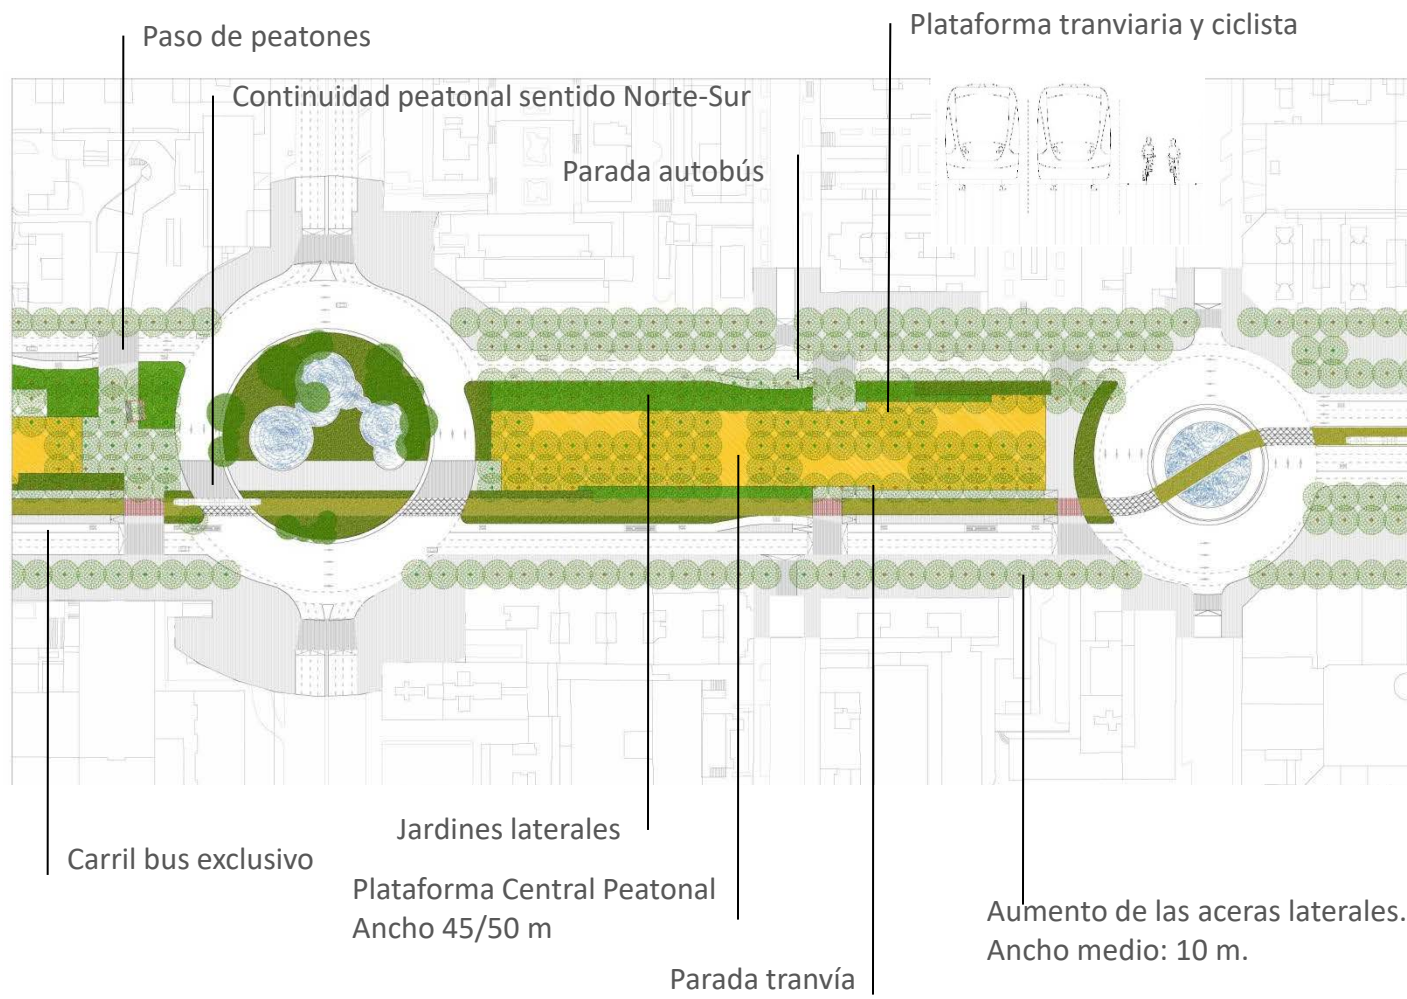 Paso de peatones
Plataforma tranviaria y ciclista
Continuidad peatonal sentido Norte-Sur
Parada autobús
Jardines laterales
Carril bus exclusivo
Plataforma Central Peatonal
Ancho 45/50 m
Aumento de las aceras laterales.
Ancho medio: 10 m.
Parada tranvía